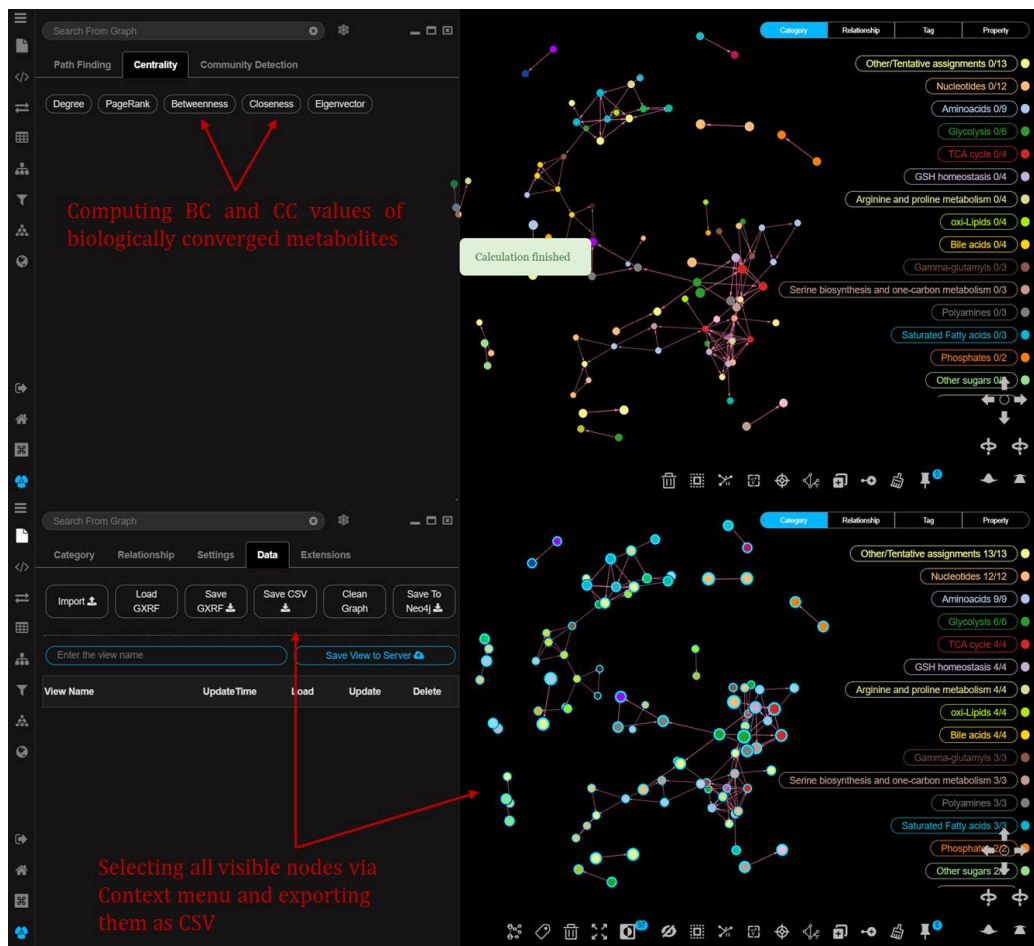 Search From Graph
Path Finding Centrality Community Detection
Degree PageRank Betweenness Closeness Eigenvector
Computing BC and CC values of
biologically converged metabolites
Calculation finished
Category Relationship Tag Property
Other/Tentative assignments 0/13
Nucleotides 0/12
Aminoacids 0/9
Glycolysis 0/6
TCA cycle 0/4
GSH homeostasis 0/4
Arginine and proline metabolism 0/4
oxi-Lipids 0/4
Bile acids 0/4
Gamma-glutamyls 0/3
Serine biosynthesis and one-carbon metabolism 0/3
Polyamines 0/3
Saturated Fatty acids 0/3
Phosphates 0/2
Other sugars
0
Search From Graph
Category Relationship Settings Data Extensions
Import
Load
GXRF
Save
GXRF
Save CSV
Clean
Graph
Save To
Neo4j
Enter the view name
Save View to Server
View Name UpdateTime Load Update Delete
Selecting all visible nodes via
Context menu and exporting
them as CSV
Category Relationship Tag Property
Other/Tentative assignments 13/13
Nucleotides 12/12
Aminoacids 9/9
Glycolysis 6/6
TCA cycle 4/4
GSH homeostasis 4/4
Arginine and proline metabolism 4/4
oxi-Lipids 4/4
Bile acids 4/4
Gamma-glutamyls 3/3
Serine biosynthesis and one-carbon metabolism 3/3
Polyamines 3/3
Saturated Fatty acids 3/3
Phosphates 2/2
Other sugars